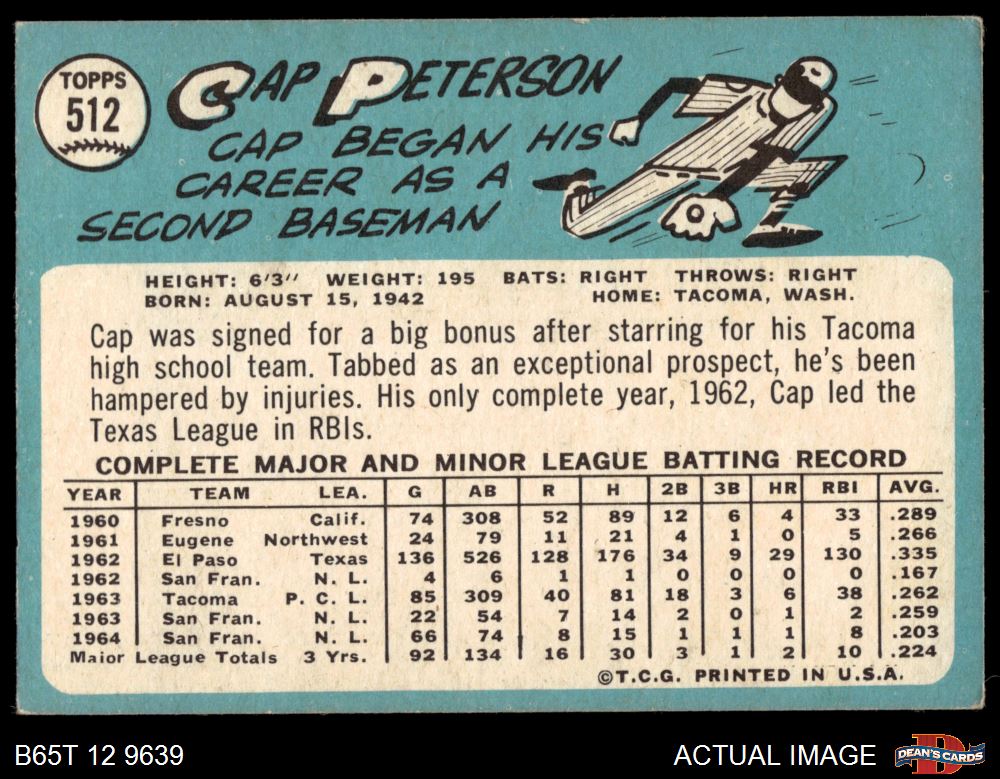 TOPPS
512
CAP PETERSON
CAP BEGAN HIS
CAREER AS A
SECOND BASEMAN
HEIGHT: 6'3" WEIGHT: 195 BATS: RIGHT THROWS: RIGHT
BORN: AUGUST 15, 1942 HOME: TACOMA, WASH.
Cap was signed for a big bonus after starring for his Tacoma
high school team. Tabbed as an exceptional prospect, he's been
hampered by injuries. His only complete year, 1962, Cap led the
Texas League in RBIs.
COMPLETE MAJOR AND MINOR LEAGUE BATTING RECORD
YEAR TEAM LEA. G AB R H 2B 3B HR RBI AVG.
1960 Fresno Calif. 74 308 52 89 12 6 4 33 .289
1961 Eugene Northwest 24 79 11 21 4 1 0 5 .266
1962 El Paso Texas 136 526 128 176 34 9 29 130 .335
1962 San Fran. N. L. 4 6 1 1 0 0 0 0 .167
1963 Tacoma P. C. L. 85 309 40 81 18 3 6 38 .262
1963 San Fran. N. L. 22 54 7 14 2 0 1 2 .259
1964 San Fran. N. L. 66 74 8 15 1 1 1 8 .203
Major League Totals 3 Yrs. 92 134 16 30 3 1 2 10 .224
©T.C.G. PRINTED IN U.S.A.
B65T 12 9639 ACTUAL IMAGE DEAN'S CARDS